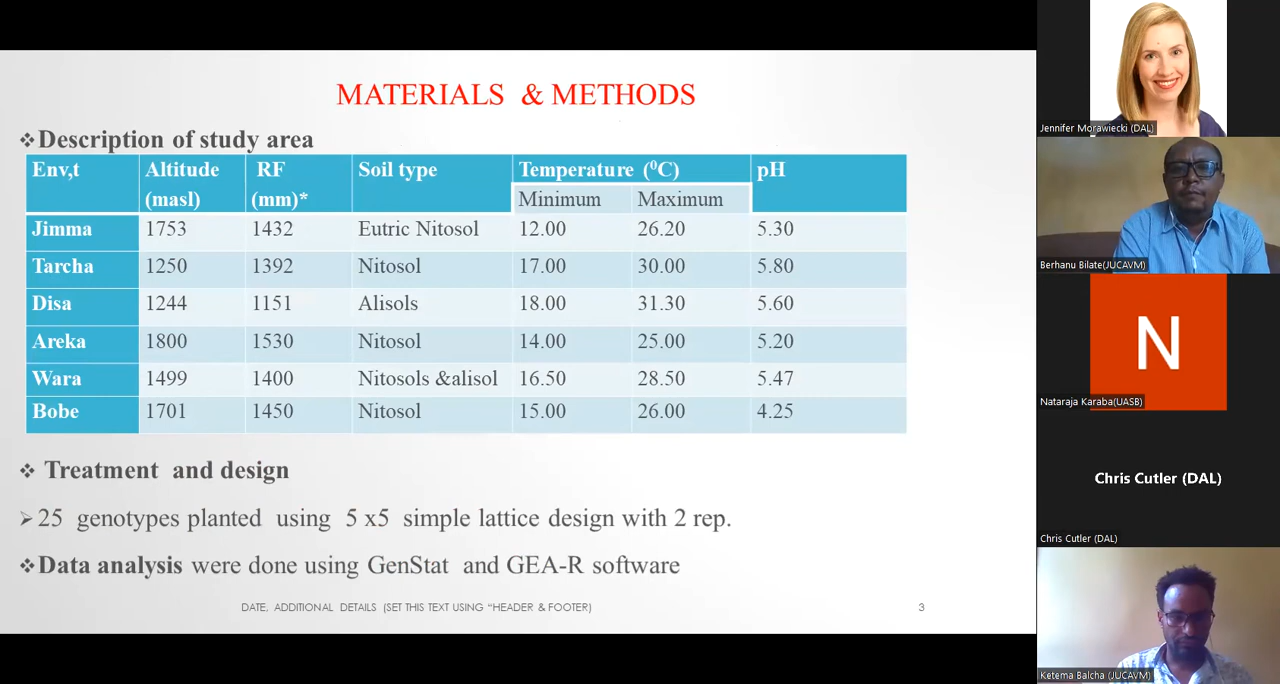 MATERIALS & METHODS
❖Description of study area
Env,t Altitude (masl) RF (mm)* Soil type Temperature (⁰C) pH
Minimum Maximum
Jimma 1753 1432 Eutric Nitosol 12.00 26.20 5.30
Tarcha 1250 1392 Nitosol 17.00 30.00 5.80
Disa 1244 1151 Alisols 18.00 31.30 5.60
Areka 1800 1530 Nitosol 14.00 25.00 5.20
Wara 1499 1400 Nitosols &alisol 16.50 28.50 5.47
Bobe 1701 1450 Nitosol 15.00 26.00 4.25
❖ Treatment and design
➢25 genotypes planted using 5 x5 simple lattice design with 2 rep.
❖Data analysis were done using GenStat and GEA-R software
DATE, ADDITIONAL DETAILS (SET THIS TEXT USING “HEADER & FOOTER) 3
Jennifer Morawiecki (DAL)
Berhanu Bilate(JUCAVM)
N
Nataraja Karaba(UASB)
Chris Cutler (DAL)
Chris Cutler (DAL)
Ketema Balcha (JUCAVM)